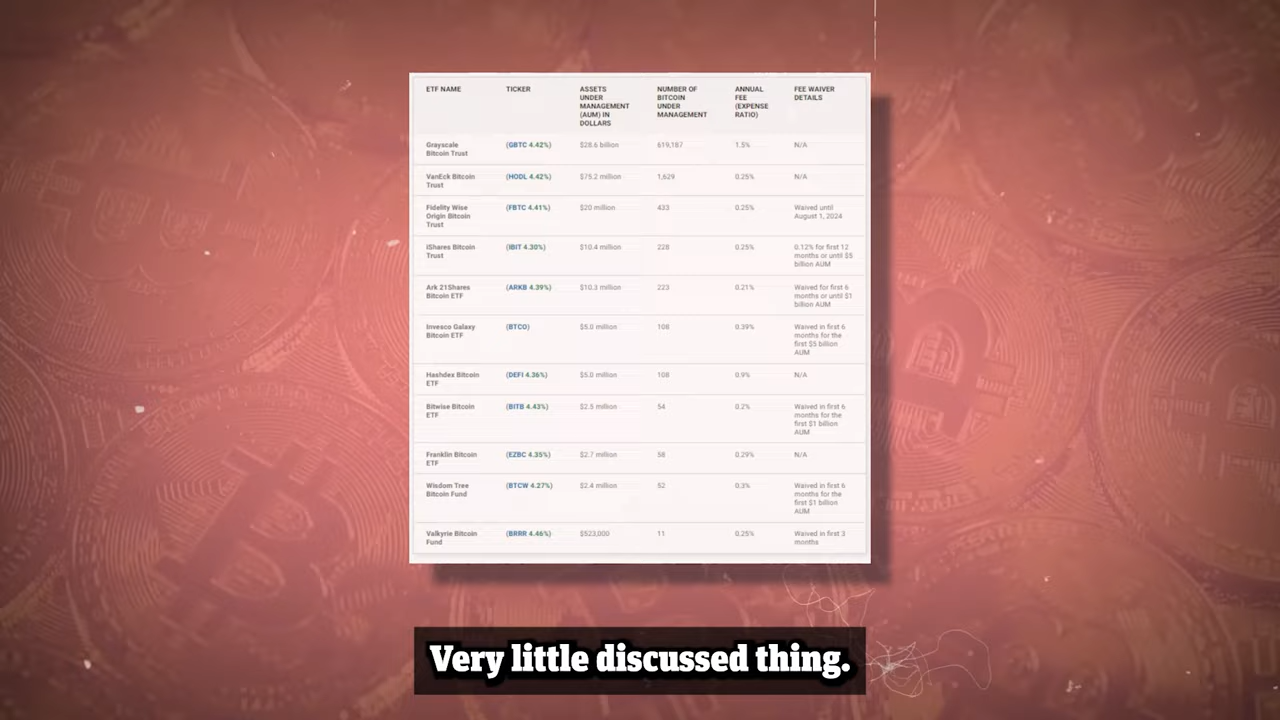 ETF NAME TICKER ASSETS UNDER MANAGEMENT (AUM) IN DOLLARS NUMBER OF BITCOIN UNDER MANAGEMENT ANNUAL FEE (EXPENSE RATIO) FEE WAIVER DETAILS
Grayscale Bitcoin Trust (GBTC 4.42%) $28.6 billion 619,187 1.5% N/A
VanEck Bitcoin Trust (HODL 4.42%) $75.2 million 1,629 0.25% N/A
Fidelity Wise Origin Bitcoin Trust (FBTC 4.41%) $20 million 433 0.25% Waived until August 1, 2024
iShares Bitcoin Trust (IBIT 4.30%) $10.4 million 228 0.25% 0.12% for first 12 months or until $5 billion AUM
Ark 21Shares Bitcoin ETF (ARKB 4.39%) $10.3 million 223 0.21% Waived for first 6 months or until $1 billion AUM
Invesco Galaxy Bitcoin ETF (BTCO) $5.0 million 108 0.39% Waived in first 6 months for the first $5 billion AUM
Hashdex Bitcoin ETF (DEFI 4.36%) $5.0 million 108 0.9% N/A
Bitwise Bitcoin ETF (BITB 4.43%) $2.5 million 54 0.2% Waived in first 6 months for the first $1 billion AUM
Franklin Bitcoin ETF (EZBC 4.35%) $2.7 million 58 0.29% N/A
Wisdom Tree Bitcoin Fund (BTCW 4.27%) $2.4 million 52 0.3% Waived in first 6 months for the first $1 billion AUM
Valkyrie Bitcoin Fund (BRRR 4.46%) $523,000 11 0.25% Waived in first 3 months
Very little discussed thing.